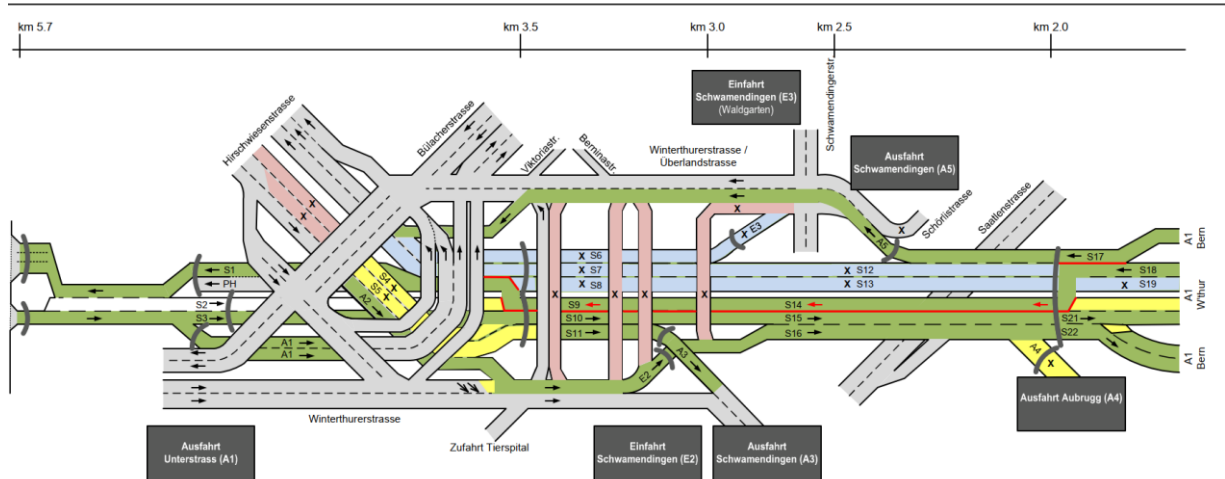 km 5.7
km 3.5
km 3.0
km 2.5
km 2.0
Einfahrt
Schwamendingen (E3)
(Waldgarten)
Schwamendingerstr.
Hirschwiesenstrasse
Bülacherstrasse
Viktoriastr.
Berninastr.
Winterthurerstrasse /
Überlandstrasse
Ausfahrt
Schwamendingen (A5)
Schörlistrasse
Saatlenstrasse
X
X
X
X E3
A5
X
S17
A1
Bern
S1
S4
X
S6
X
S7
X
S8
X
X
S12
X
S13
S18
S19
X
PH
S5
X
A2
S2
S3
X
X
X
X
S9
S10
S11
S14
S15
S16
S21
S22
A1
W'thur
A1
A1
E2
A3
A4
X
A1
Bern
Winterthurerstrasse
Zufahrt Tierspital
Ausfahrt
Unterstrass (A1)
Einfahrt
Schwamendingen (E2)
Ausfahrt
Schwamendingen (A3)
Ausfahrt Aubrugg (A4)